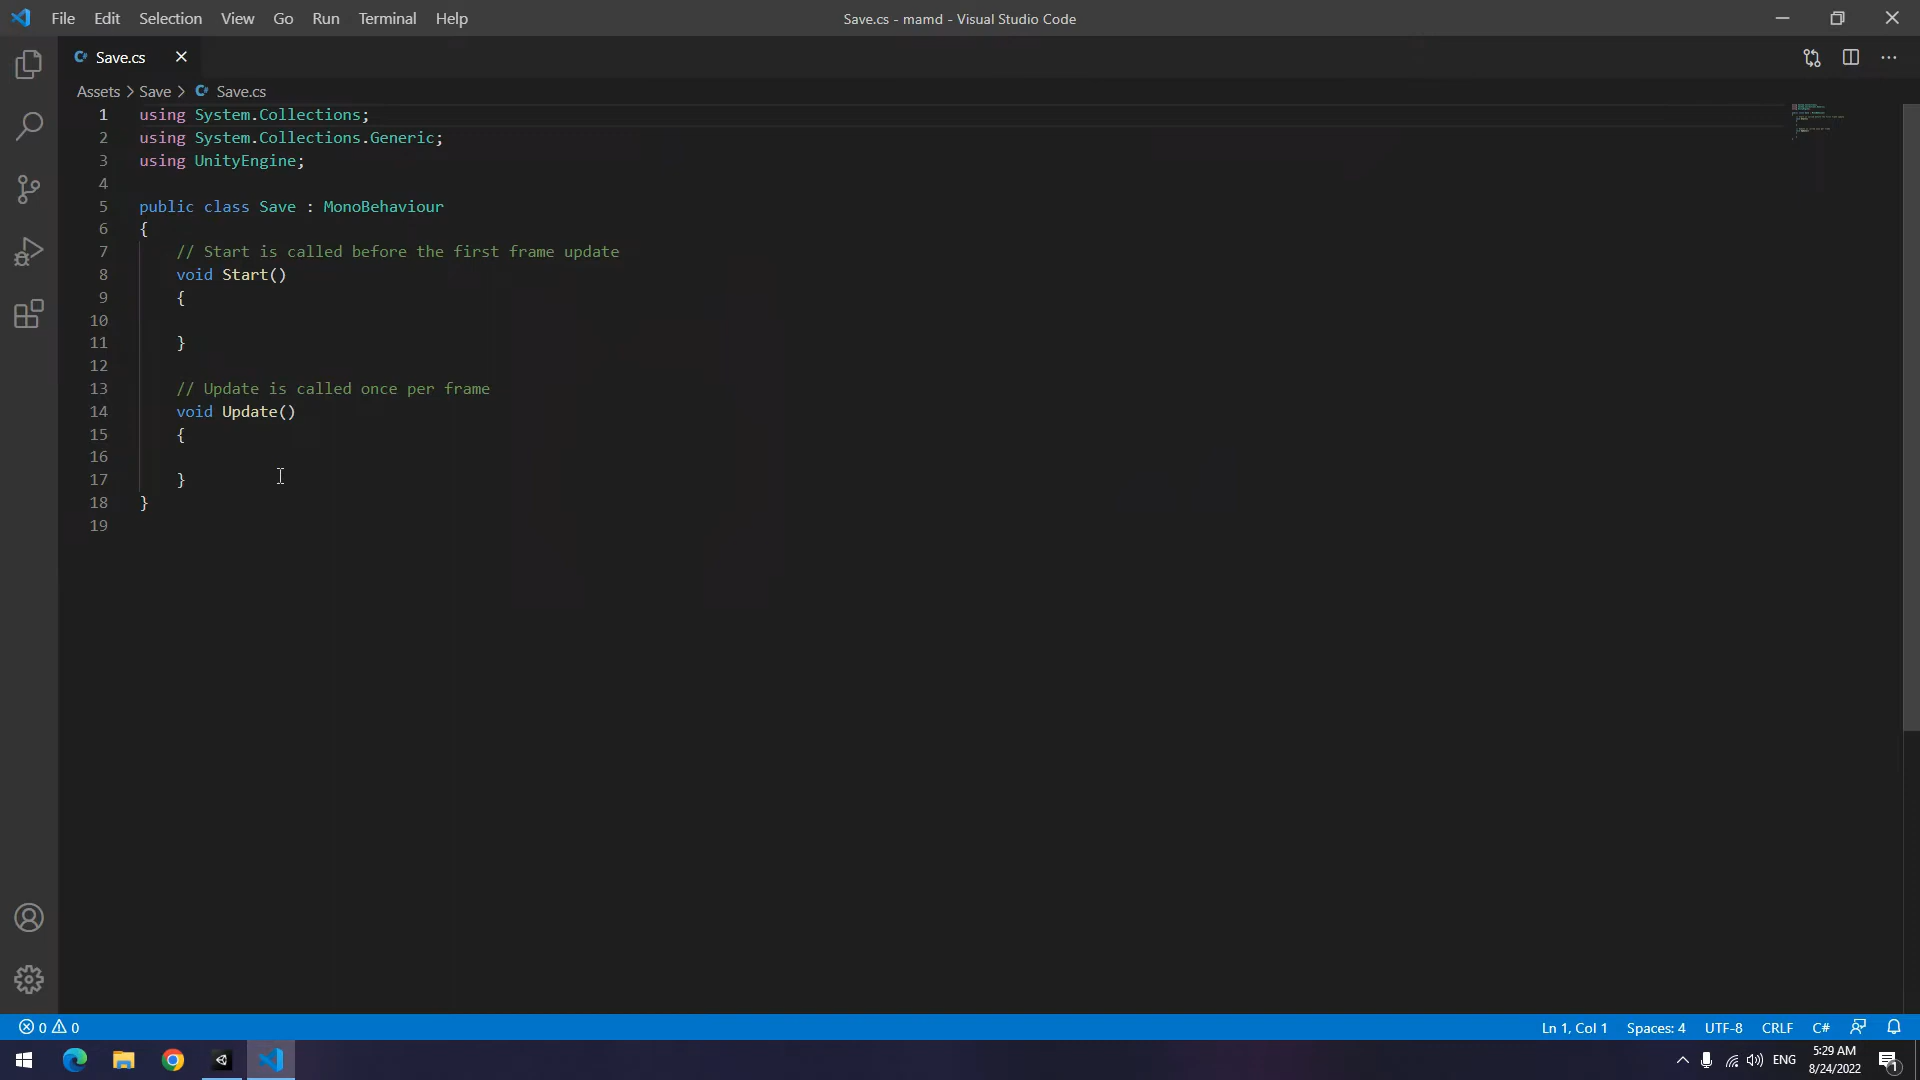 File Edit Selection View Go Run Terminal Help
Save.cs - mamd - Visual Studio Code
Save.cs
Assets > Save > Save.cs
1 using System.Collections;
2 using System.Collections.Generic;
3 using UnityEngine;
4
5 public class Save : MonoBehaviour
6 {
7 // Start is called before the first frame update
8 void Start()
9 {
10
11 }
12
13 // Update is called once per frame
14 void Update()
15 {
16
17 }
18 }
19
0 0
Ln 1, Col 1 Spaces: 4 UTF-8 CRLF C#
ENG
5:29 AM
8/24/2022
1